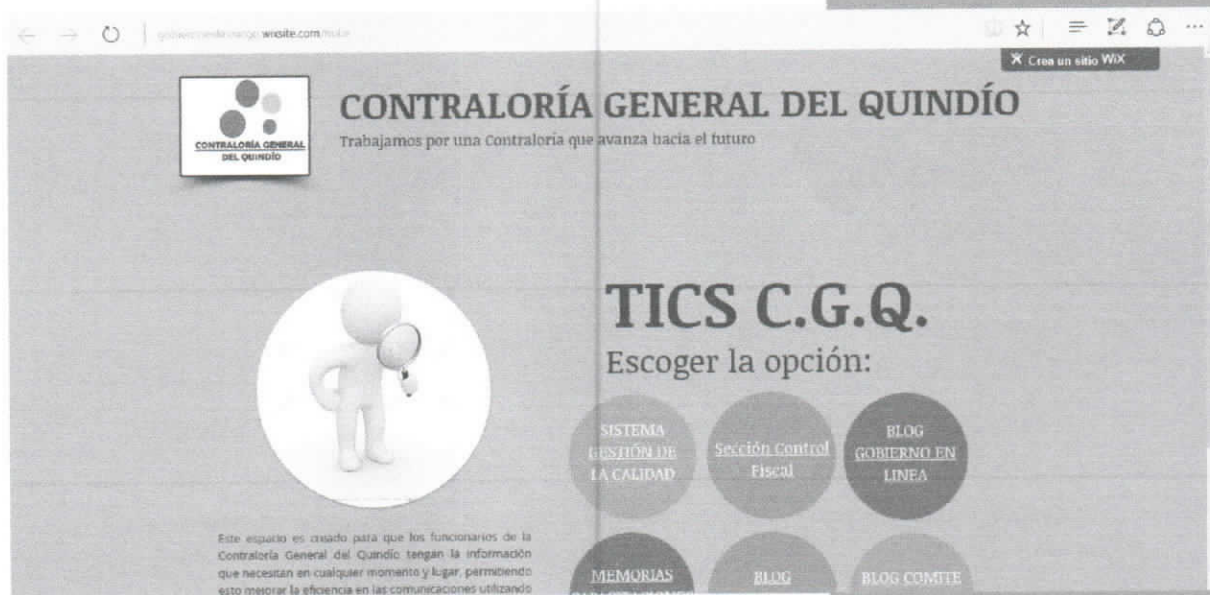 wixsite.com
Crea un sitio WiX
CONTRALORÍA GENERAL
DEL QUINDÍO
CONTRALORÍA GENERAL DEL QUINDÍO
Trabajamos por una Contraloría que avanza hacia el futuro
TICS C.G.Q.
Escoger la opción:
SISTEMA
GESTIÓN DE
LA CALIDAD
Sección Control
Fiscal
BLOG
GOBIERNO EN
LINEA
Este espacio es creado para que los funcionarios de la
Contraloría General del Quindío tengan la información
que necesitan en cualquier momento y lugar, permitiendo
esto mejorar la eficiencia en las comunicaciones utilizando
MEMORIAS
BLOG
BLOG COMITE